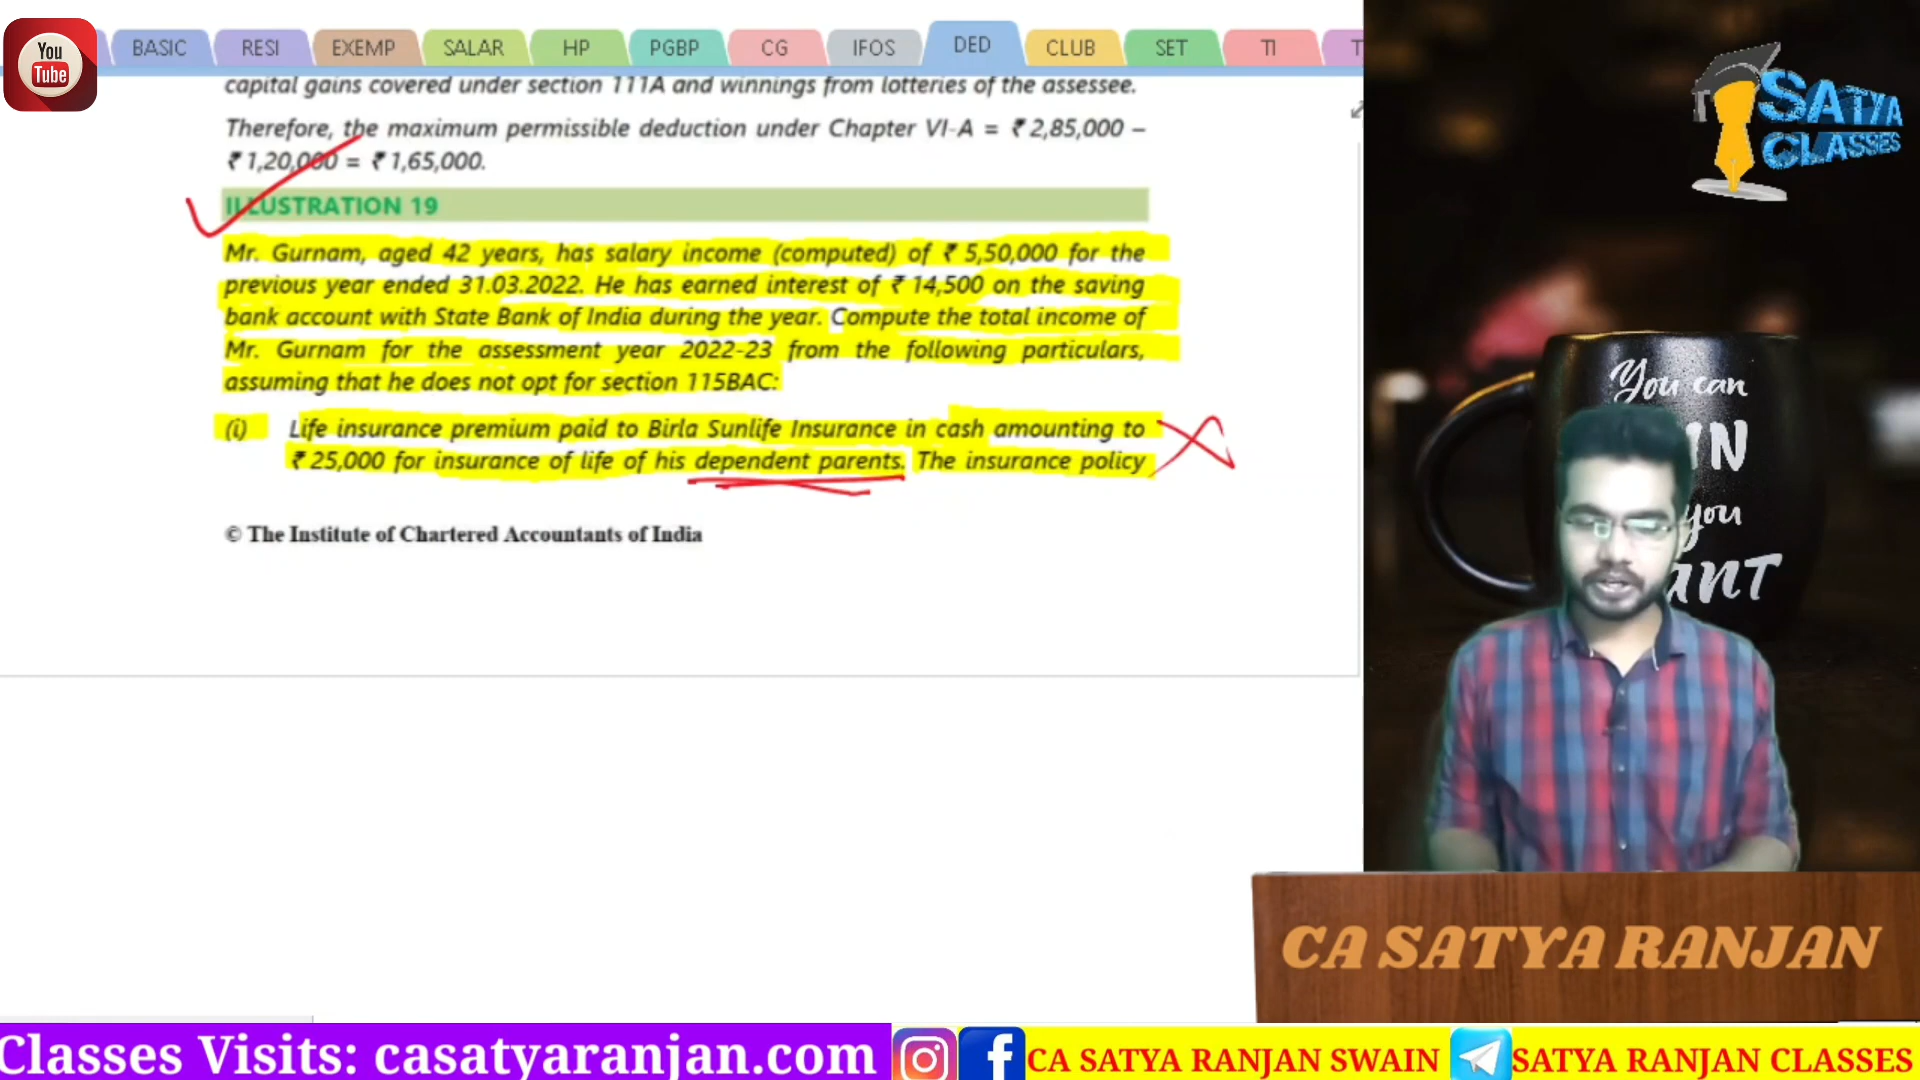 You
Tube
BASIC
RESI
EXEMP
SALAR
HP
PGBP
CG
IFOS
DED
CLUB
SET
TI
T
capital gains covered under section 111A and winnings from lotteries of the assessee.
Therefore, the maximum permissible deduction under Chapter VI-A = ₹ 2,85,000 –
₹ 1,20,000 = ₹ 1,65,000.
ILLUSTRATION 19
Mr. Gurnam, aged 42 years, has salary income (computed) of ₹ 5,50,000 for the
previous year ended 31.03.2022. He has earned interest of ₹ 14,500 on the saving
bank account with State Bank of India during the year. Compute the total income of
Mr. Gurnam for the assessment year 2022-23 from the following particulars,
assuming that he does not opt for section 115BAC:
(i) Life insurance premium paid to Birla Sunlife Insurance in cash amounting to
₹ 25,000 for insurance of life of his dependent parents. The insurance policy
© The Institute of Chartered Accountants of India
SATYA
CLASSES
You can
IN
you
ANT
CA SATYA RANJAN
Classes Visits: casatyaranjan.com
CA SATYA RANJAN SWAIN
SATYA RANJAN CLASSES